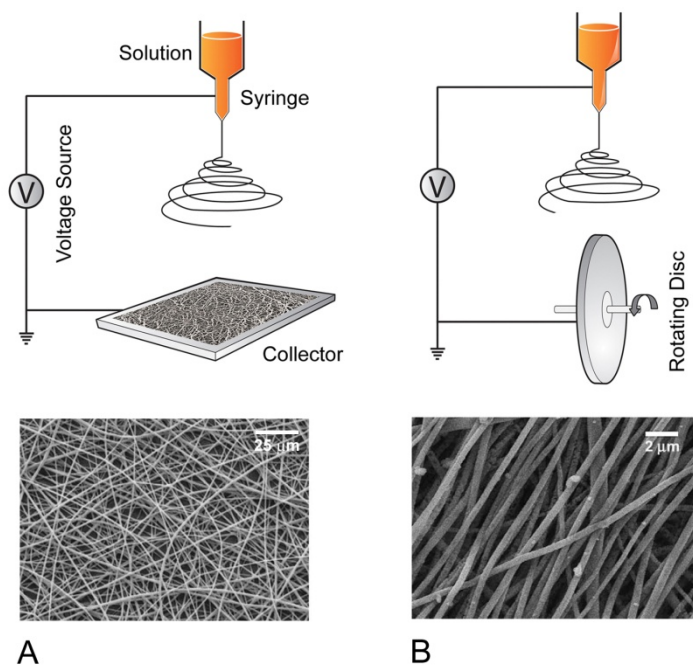 Solution
Syringe
V
Voltage Source
Collector
25 μm
A
V
Rotating Disc
2 μm
B